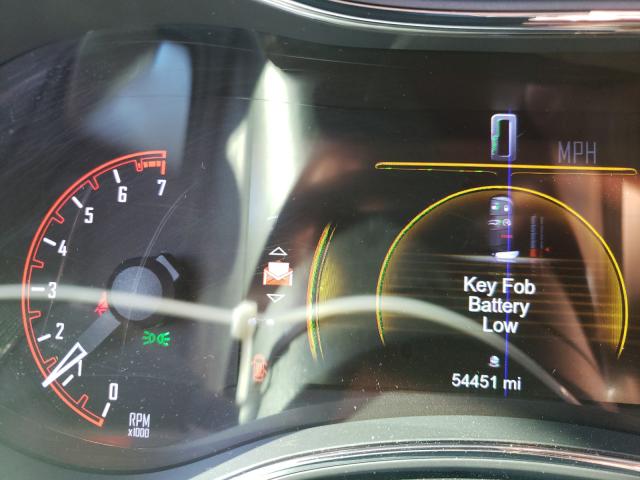 0
MPH
7
6
5
4
3
2
1
0
RPM
x1000
Key Fob
Battery
Low
54451 mi